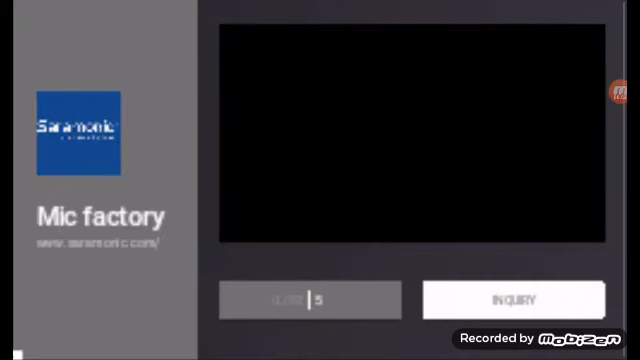 Saramonic
Mic factory
www.saramonic.com/
5
INQUIRY
Recorded by mobizen